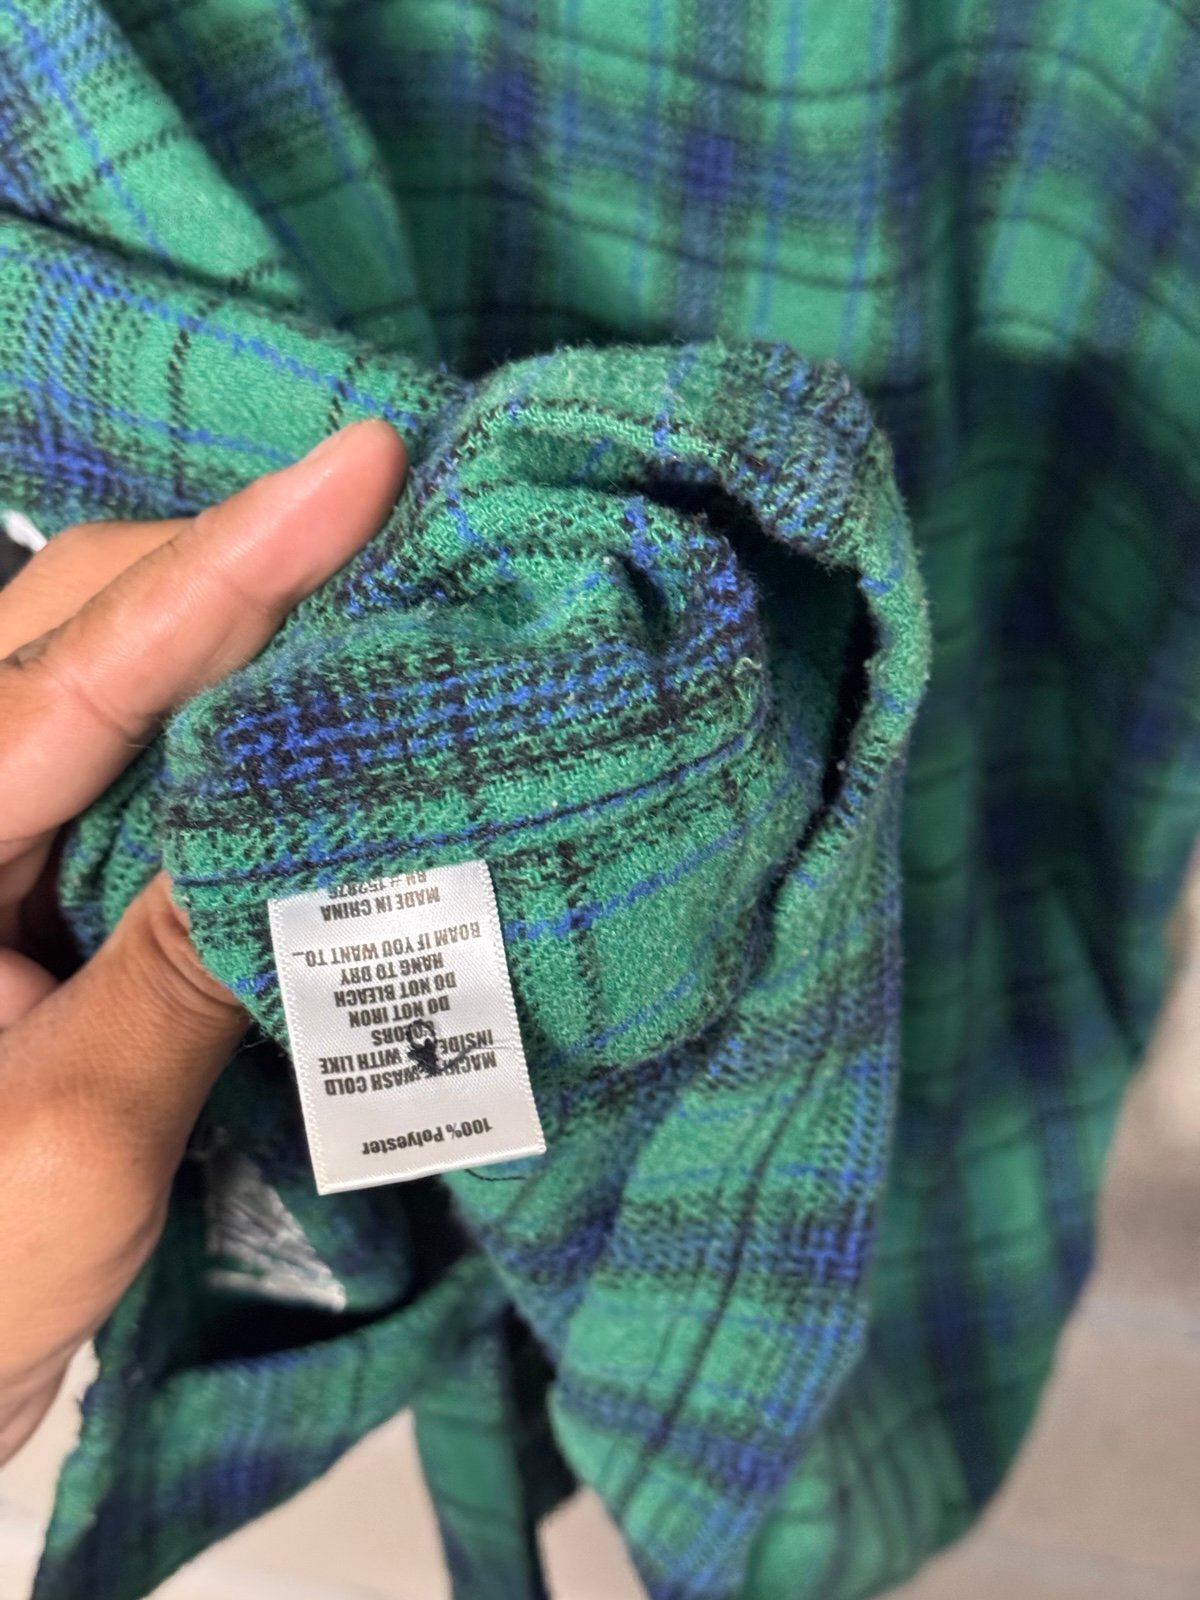 100% Polyester
MACHINE WASH COLD
INSIDE WITH LIKE
COLORS
DO NOT IRON
DO NOT BLEACH
HANG TO DRY
ROAM IF YOU WANT TO...
MADE IN CHINA